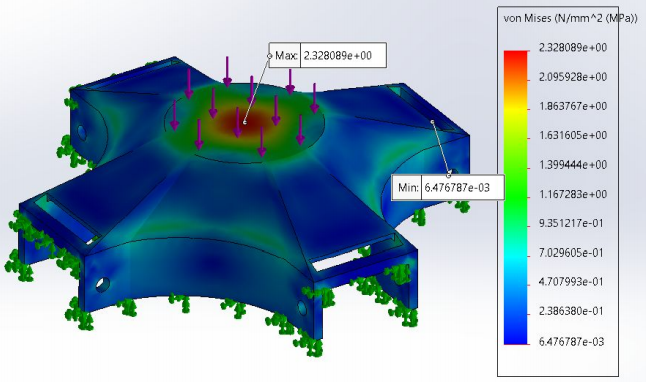 von Mises (N/mm^2 (MPa))
Max: 2.328089e+00
2.328089e+00
2.095928e+00
1.863767e+00
1.631605e+00
1.399444e+00
Min: 6.476787e-03
1.167283e+00
9.351217e-01
7.029605e-01
4.707993e-01
2.386380e-01
6.476787e-03